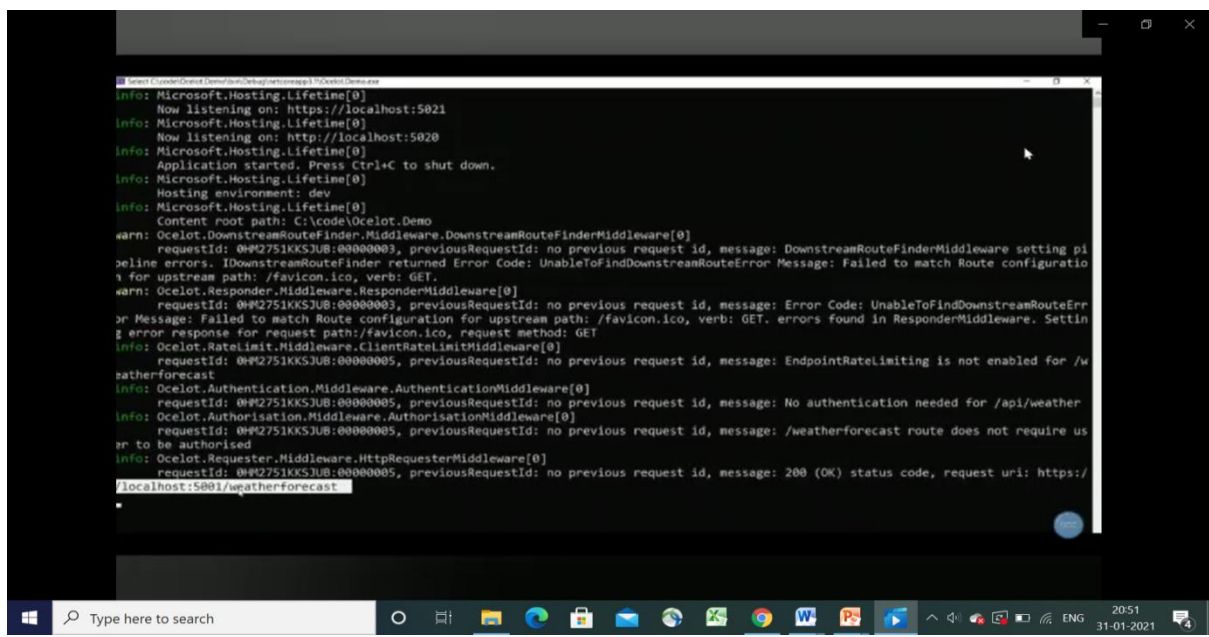 Select C:\code\Ocelot.Demo\bin\Debug\netcoreapp3.1\Ocelot.Demo.exe
info: Microsoft.Hosting.Lifetime[0]
Now listening on: https://localhost:5021
info: Microsoft.Hosting.Lifetime[0]
Now listening on: http://localhost:5020
info: Microsoft.Hosting.Lifetime[0]
Application started. Press Ctrl+C to shut down.
info: Microsoft.Hosting.Lifetime[0]
Hosting environment: dev
info: Microsoft.Hosting.Lifetime[0]
Content root path: C:\code\Ocelot.Demo
warn: Ocelot.DownstreamRouteFinder.Middleware.DownstreamRouteFinderMiddleware[0]
requestId: 0HM2751KKSJUB:00000003, previousRequestId: no previous request id, message: DownstreamRouteFinderMiddleware setting pi
peline errors. IDownstreamRouteFinder returned Error Code: UnableToFindDownstreamRouteError Message: Failed to match Route configuratio
n for upstream path: /favicon.ico, verb: GET.
warn: Ocelot.Responder.Middleware.ResponderMiddleware[0]
requestId: 0HM2751KKSJUB:00000003, previousRequestId: no previous request id, message: Error Code: UnableToFindDownstreamRouteErr
or Message: Failed to match Route configuration for upstream path: /favicon.ico, verb: GET. errors found in ResponderMiddleware. Settin
g error response for request path:/favicon.ico, request method: GET
info: Ocelot.RateLimit.Middleware.ClientRateLimitMiddleware[0]
requestId: 0HM2751KKSJUB:00000005, previousRequestId: no previous request id, message: EndpointRateLimiting is not enabled for /w
eatherforecast
info: Ocelot.Authentication.Middleware.AuthenticationMiddleware[0]
requestId: 0HM2751KKSJUB:00000005, previousRequestId: no previous request id, message: No authentication needed for /api/weather
info: Ocelot.Authorisation.Middleware.AuthorisationMiddleware[0]
requestId: 0HM2751KKSJUB:00000005, previousRequestId: no previous request id, message: /weatherforecast route does not require us
er to be authorised
info: Ocelot.Requester.Middleware.HttpRequesterMiddleware[0]
requestId: 0HM2751KKSJUB:00000005, previousRequestId: no previous request id, message: 200 (OK) status code, request uri: https:/
/localhost:5001/weatherforecast
Type here to search
ENG
20:51
31-01-2021
4